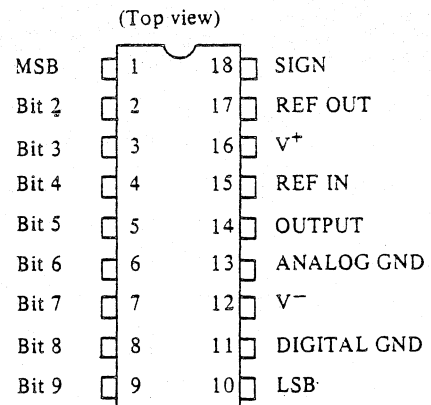 (Top view)
MSB 1 18 SIGN
Bit 2 2 17 REF OUT
Bit 3 3 16 V+
Bit 4 4 15 REF IN
Bit 5 5 14 OUTPUT
Bit 6 6 13 ANALOG GND
Bit 7 7 12 V−
Bit 8 8 11 DIGITAL GND
Bit 9 9 10 LSB